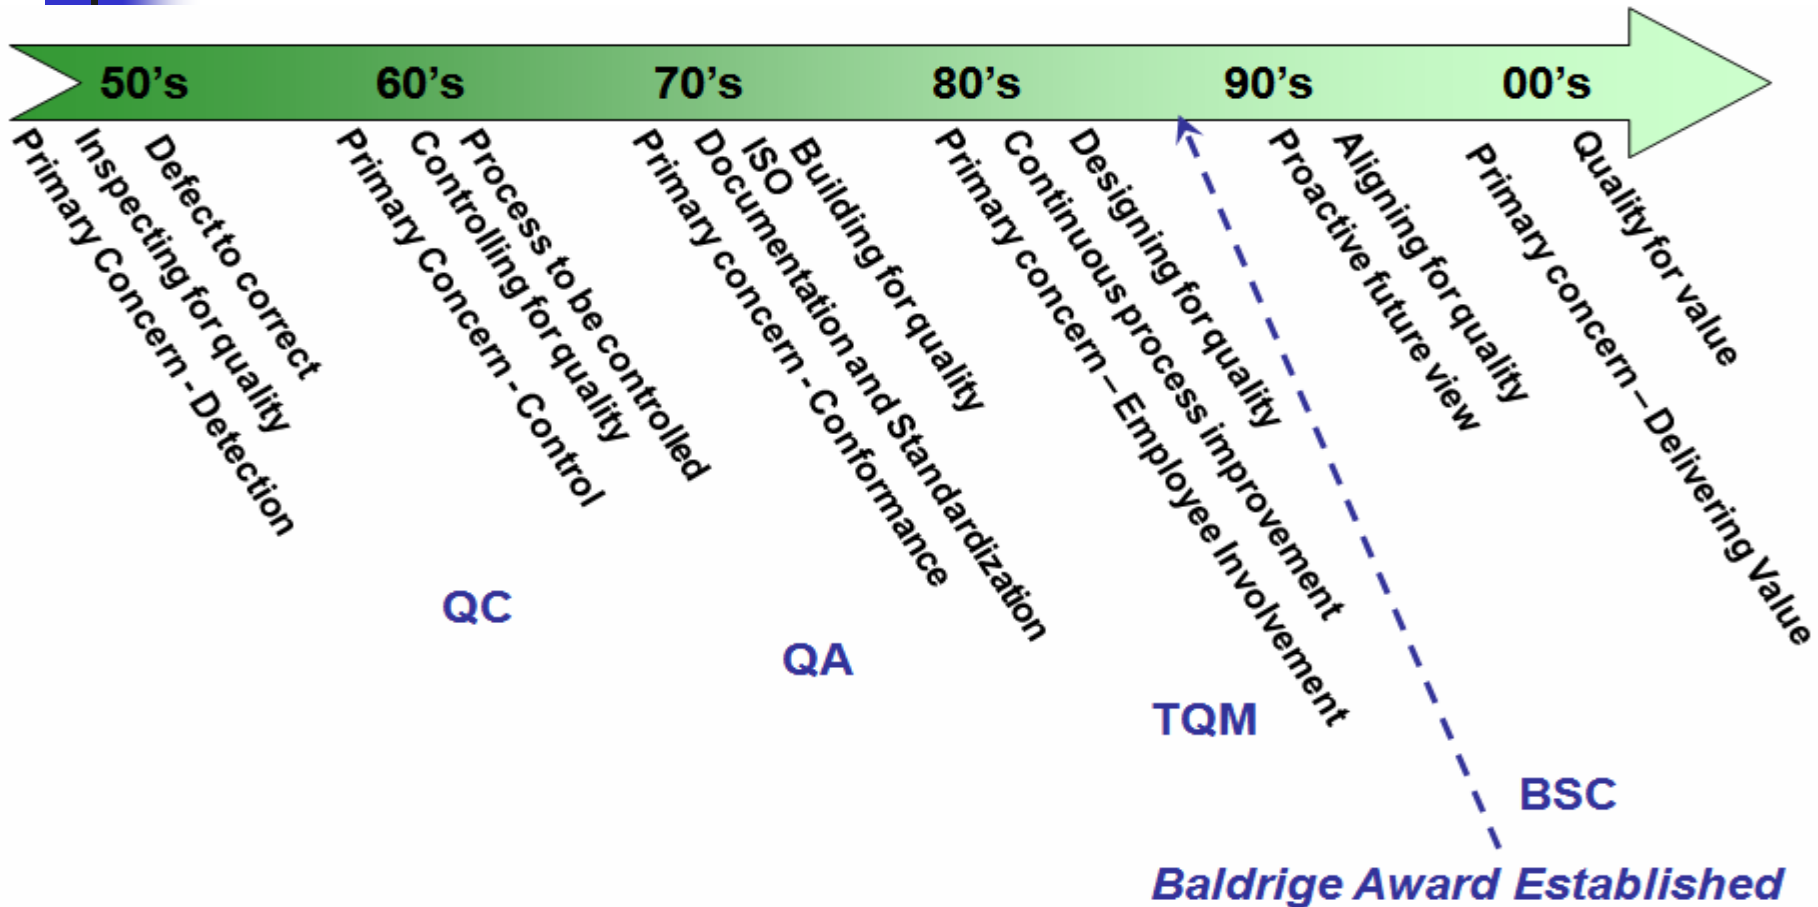 50’s
60’s
70’s
80’s
90’s
00’s
Primary Concern - Detection
Inspecting for quality
Defect to correct
Primary Concern - Control
Controlling for quality
Process to be controlled
Primary concern - Conformance
Documentation and Standardization
ISO
Building for quality
Primary concern – Employee Involvement
Continuous process improvement
Designing for quality
Proactive future view
Aligning for quality
Primary concern – Delivering Value
Quality for value
QC
QA
TQM
BSC
Baldrige Award Established